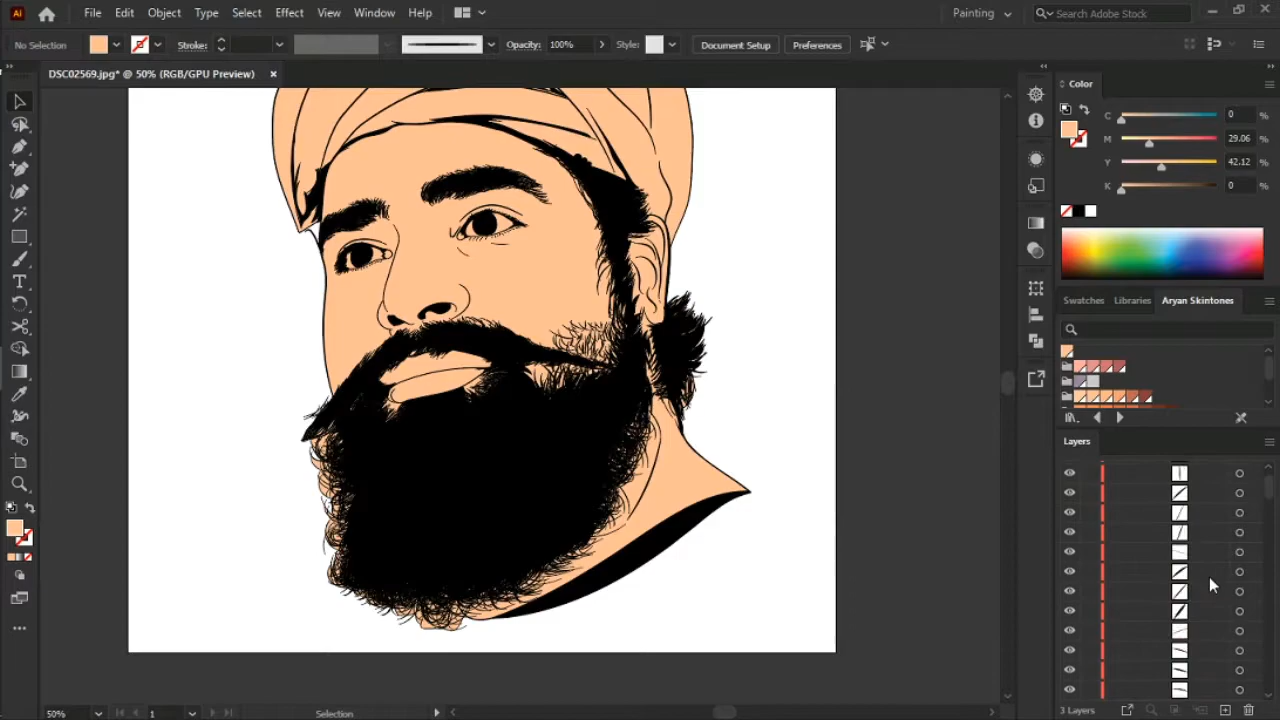 Ai File Edit Object Type Select Effect View Window Help Painting Search Adobe Stock
No Selection Stroke: Opacity: 100% Style: Document Setup Preferences
DSC02569.jpg* @ 50% (RGB/GPU Preview) ×
Color
C 0 %
M 29.06 %
Y 42.12 %
K 0 %
Swatches Libraries Aryan Skintones
Layers
3 Layers
50% 1 Selection